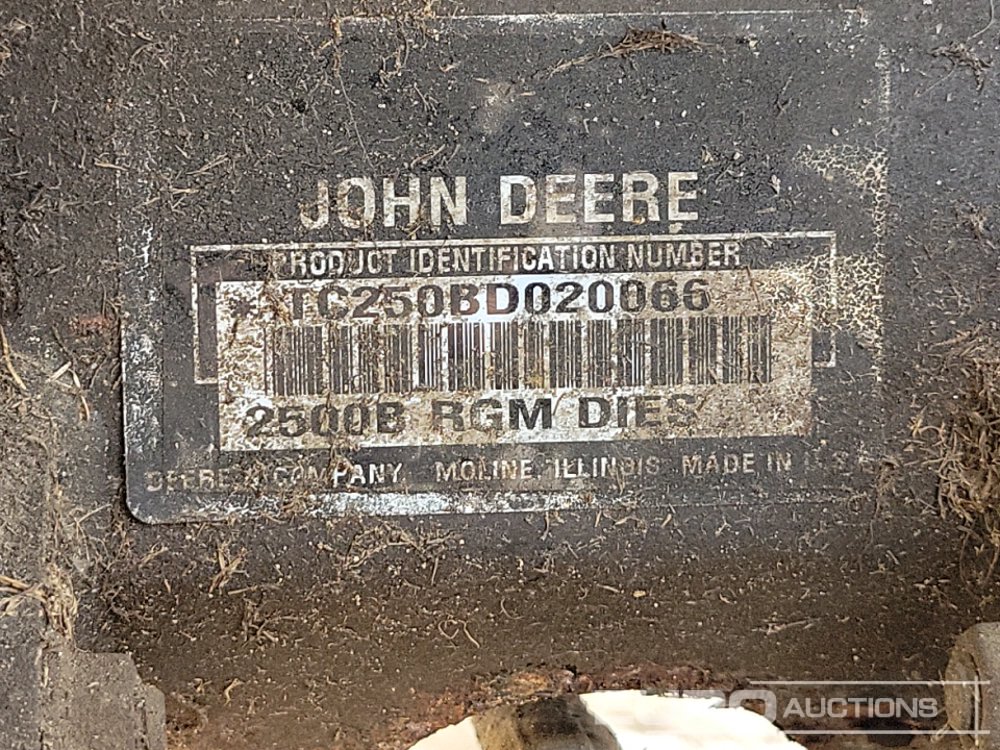 JOHN DEERE
PRODUCT IDENTIFICATION NUMBER
*TC250BD020066
2500B RGM DIES
DEERE & COMPANY MOLINE, ILLINOIS MADE IN U.S.A.
AUCTIONS